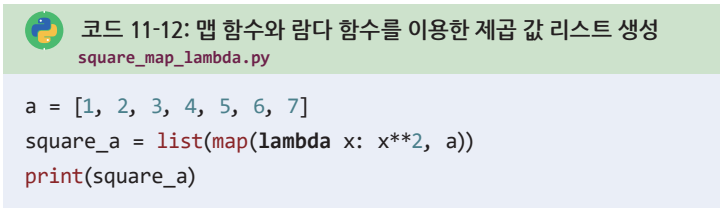 코드 11-12: 맵 함수와 람다 함수를 이용한 제곱 값 리스트 생성
square_map_lambda.py
a = [1, 2, 3, 4, 5, 6, 7]
square_a = list(map(lambda x: x**2, a))
print(square_a)